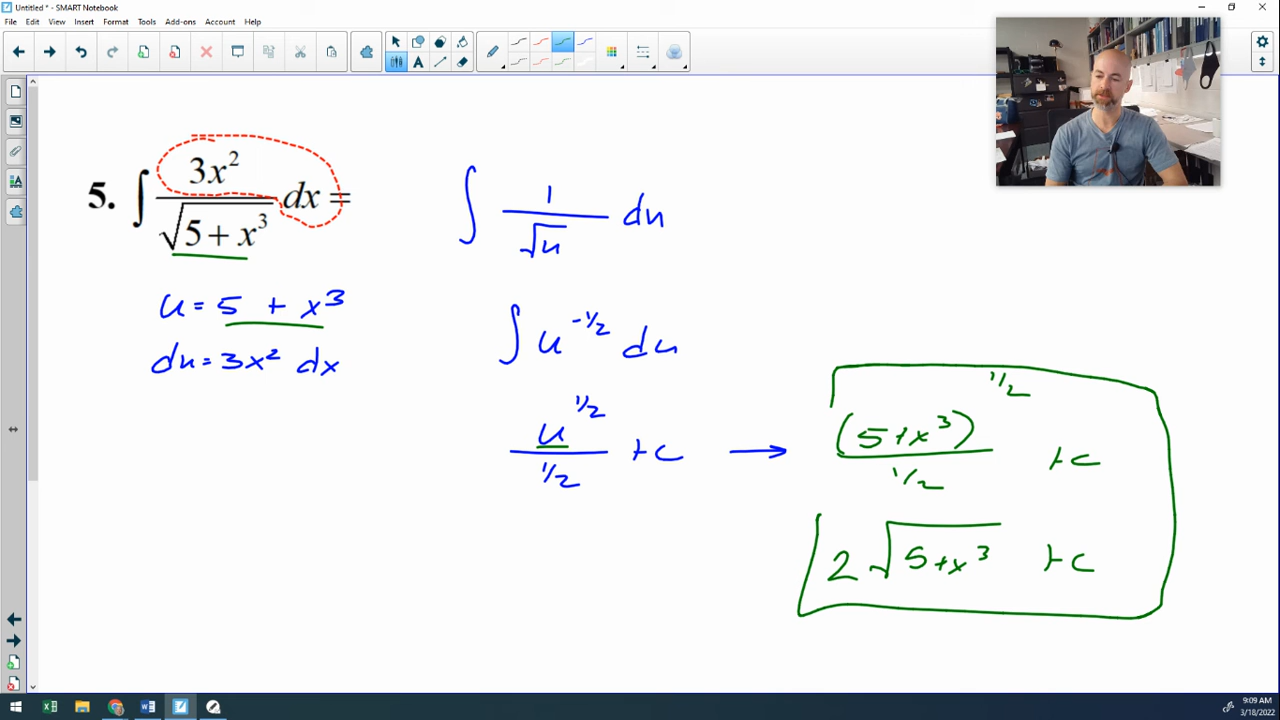 Untitled * - SMART Notebook
File Edit View Insert Format Tools Add-ons Account Help
5. ∫ 3x² / √(5 + x³) dx =
u = 5 + x³
du = 3x² dx
∫ 1 / √u du
∫ u^(-1/2) du
u^(1/2) / (1/2) + c →
(5+x³)^(1/2) / (1/2) + c
2 √(5+x³) + c
9:09 AM
3/18/2022